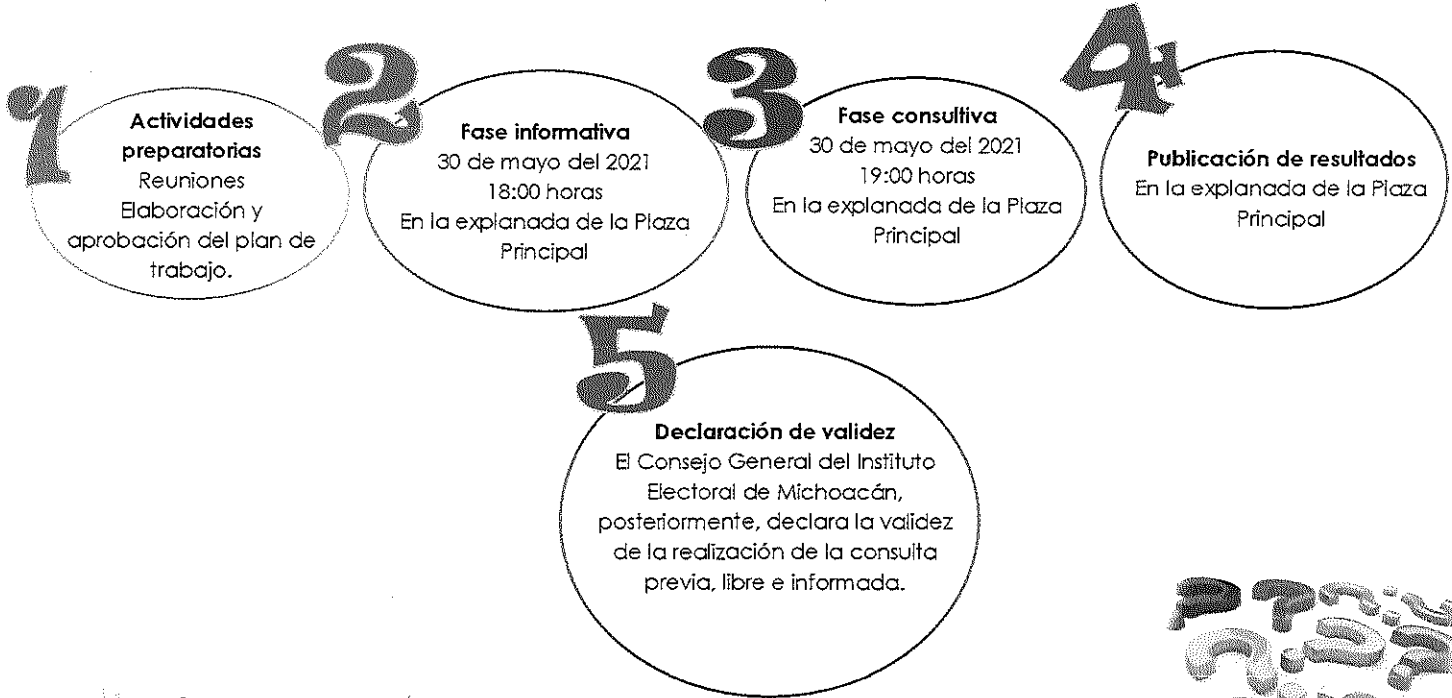 1
Actividades
preparatorias
Reuniones
Elaboración y
aprobación del plan de
trabajo.
2
Fase informativa
30 de mayo del 2021
18:00 horas
En la explanada de la Plaza
Principal
3
Fase consultiva
30 de mayo del 2021
19:00 horas
En la explanada de la Plaza
Principal
4
Publicación de resultados
En la explanada de la Plaza
Principal
5
Declaración de validez
El Consejo General del Instituto
Electoral de Michoacán,
posteriormente, declara la validez
de la realización de la consulta
previa, libre e informada.